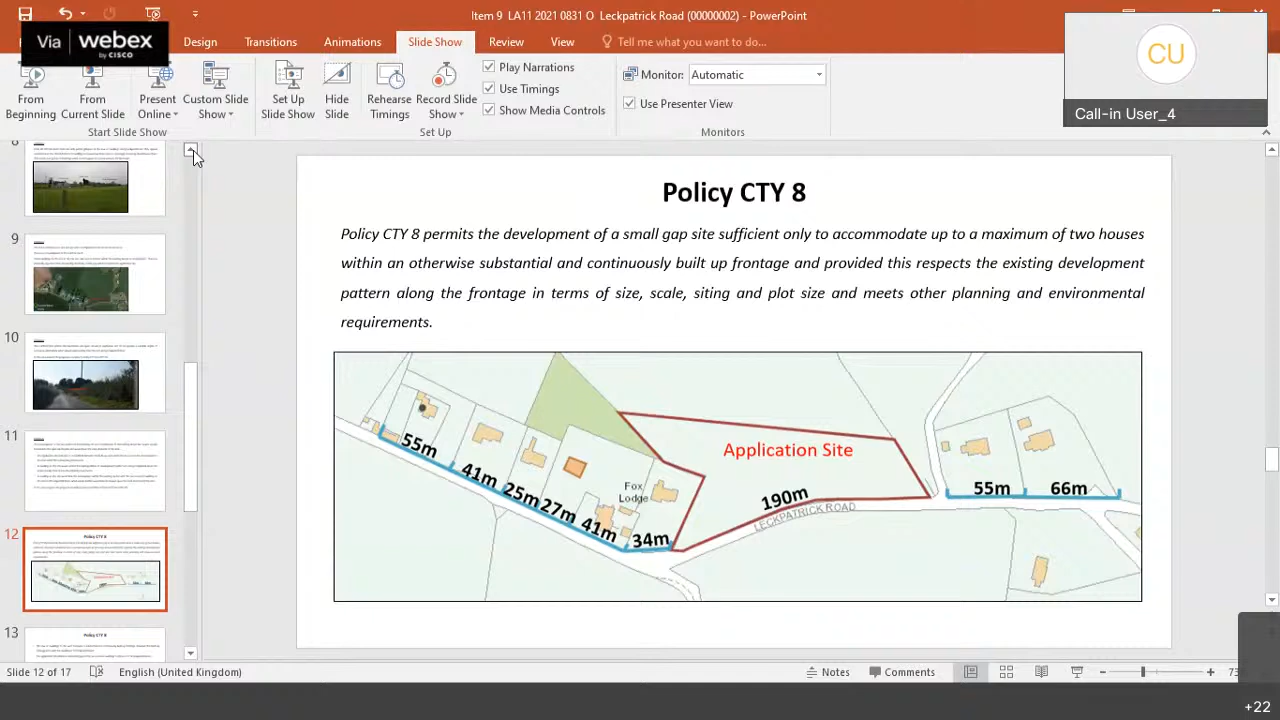 Item 9 LA11 2021 0831 O Leckpatrick Road (00000002) - PowerPoint
Via webex
by CISCO
Design Transitions Animations Slide Show Review View Tell me what you want to do...
From Beginning
From Current Slide
Present Online
Custom Slide Show
Start Slide Show
Set Up Slide Show
Hide Slide
Rehearse Timings
Record Slide Show
Play Narrations
Use Timings
Show Media Controls
Set Up
Monitor: Automatic
Use Presenter View
Monitors
CU
Call-in User_4
9
10
11
12
Policy CTY 8
13
Policy CTY 8
Policy CTY 8
Policy CTY 8 permits the development of a small gap site sufficient only to accommodate up to a maximum of two houses
within an otherwise substantial and continuously built up frontage and provided this respects the existing development
pattern along the frontage in terms of size, scale, siting and plot size and meets other planning and environmental
requirements.
Application Site
55m
41m
25m
27m
41m
34m
Fox
Lodge
190m
LECKPATRICK ROAD
55m
66m
Slide 12 of 17 English (United Kingdom) Notes Comments
+22